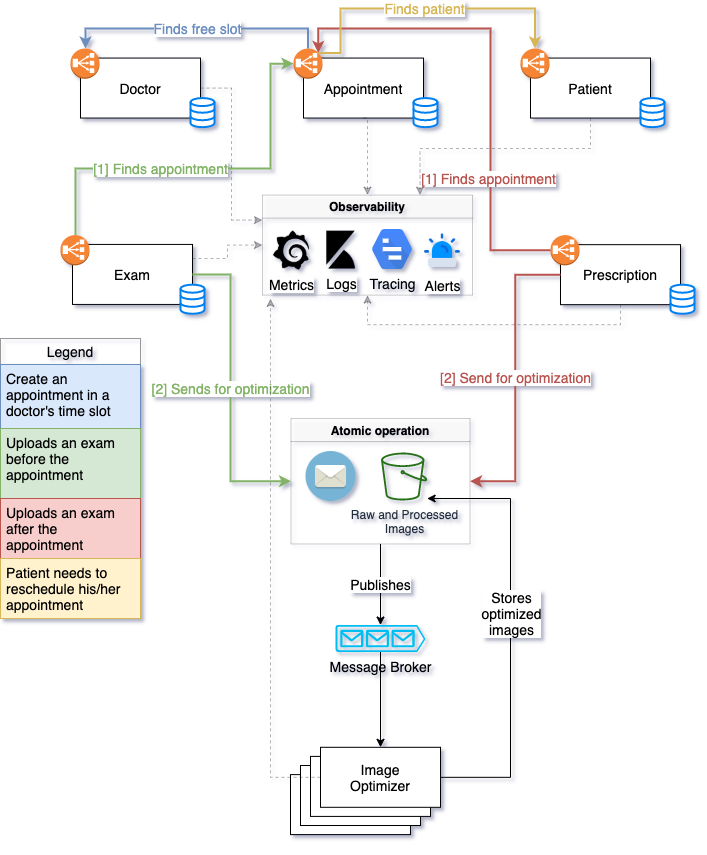 Finds free slot
Finds patient
Doctor
Appointment
Patient
[1] Finds appointment
[1] Finds appointment
Observability
Metrics
Logs
Tracing
Alerts
Exam
Prescription
Legend
Create an
appointment in a
doctor's time slot
Uploads an exam
before the
appointment
Uploads an exam
after the
appointment
Patient needs to
reschedule his/her
appointment
[2] Sends for optimization
[2] Send for optimization
Atomic operation
Raw and Processed
Images
Publishes
Stores
optimized
images
Message Broker
Image
Optimizer